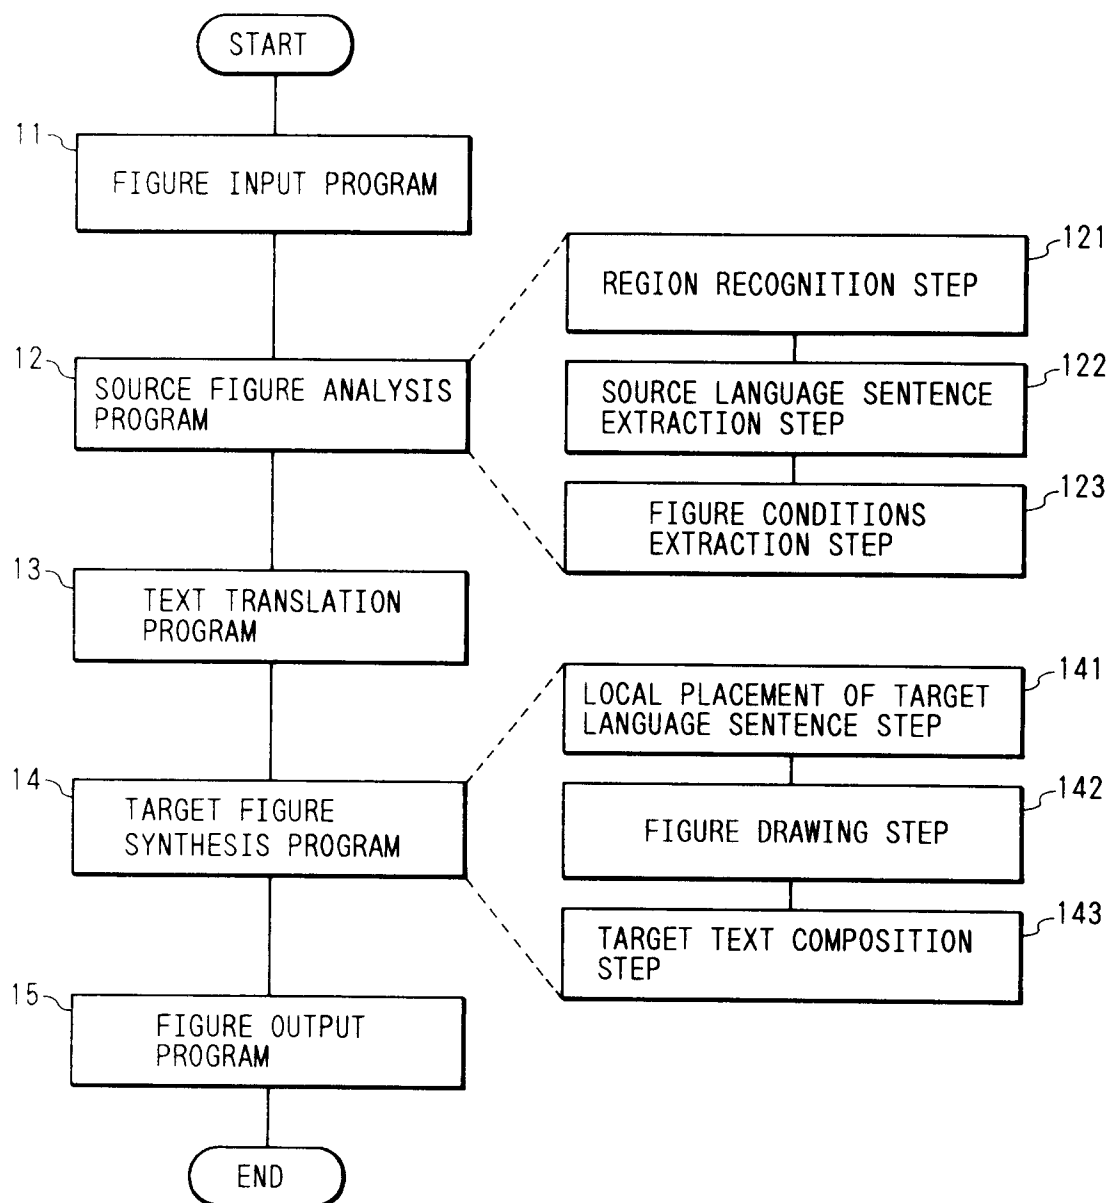 START
11
FIGURE INPUT PROGRAM
12
SOURCE FIGURE ANALYSIS
PROGRAM
121
REGION RECOGNITION STEP
122
SOURCE LANGUAGE SENTENCE
EXTRACTION STEP
123
FIGURE CONDITIONS
EXTRACTION STEP
13
TEXT TRANSLATION
PROGRAM
14
TARGET FIGURE
SYNTHESIS PROGRAM
141
LOCAL PLACEMENT OF TARGET
LANGUAGE SENTENCE STEP
142
FIGURE DRAWING STEP
143
TARGET TEXT COMPOSITION
STEP
15
FIGURE OUTPUT
PROGRAM
END